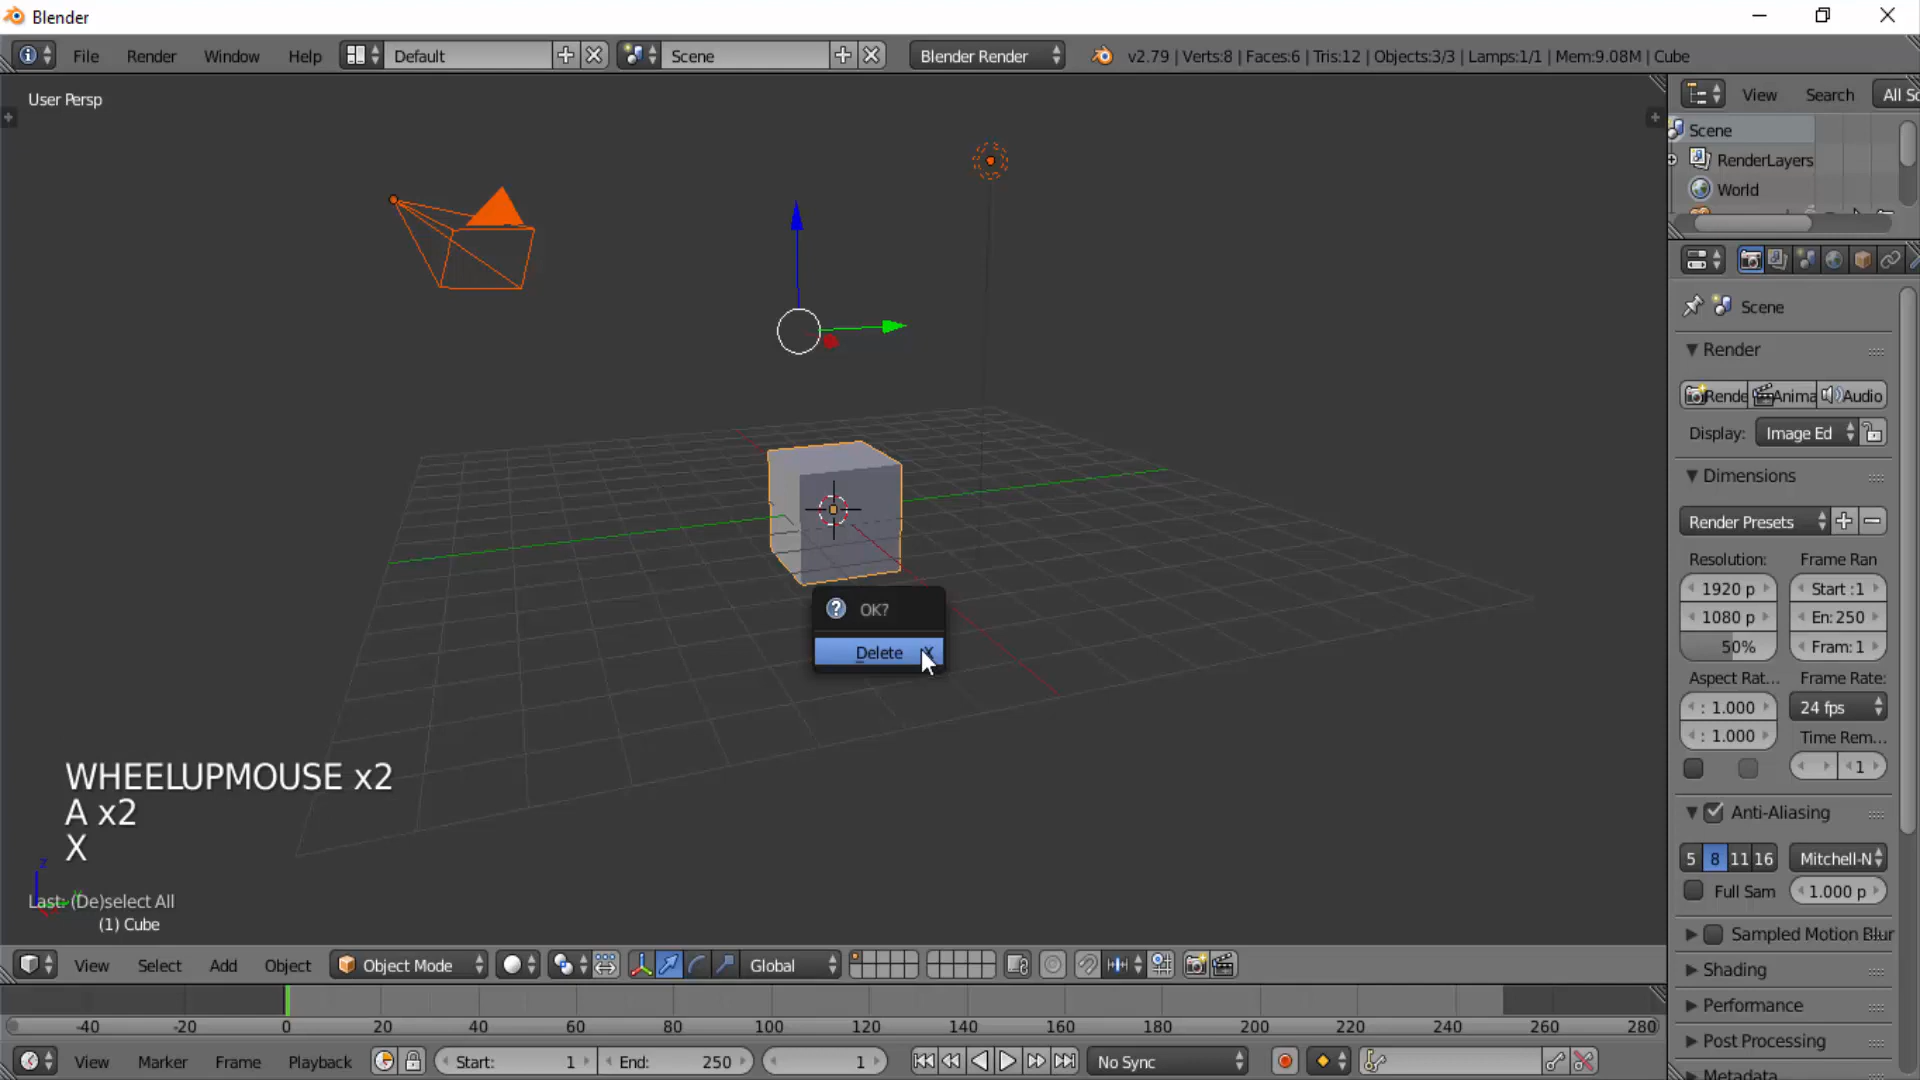 Blender
File Render Window Help Default Scene Blender Render v2.79 | Verts:8 | Faces:6 | Tris:12 | Objects:3/3 | Lamps:1/1 | Mem:9.08M | Cube
User Persp
View Search All Sc
Scene
RenderLayers
World
Scene
Render
Rende Anima Audio
Display: Image Ed
Dimensions
Render Presets
Resolution: Frame Ran
1920 p Start :1
1080 p En: 250
50% Fram: 1
Aspect Rat... Frame Rate:
: 1.000 24 fps
: 1.000 Time Rem...
1
Anti-Aliasing
5 8 11 16 Mitchell-N
Full Sam 1.000 p
Sampled Motion Blur
Shading
Performance
Post Processing
Metadata
OK?
Delete X
WHEELUPMOUSE x2
A x2
X
z
Last: (De)select All
(1) Cube
View Select Add Object Object Mode Global
-40 -20 0 20 40 60 80 100 120 140 160 180 200 220 240 260 280
View Marker Frame Playback Start: 1 End: 250 1 No Sync